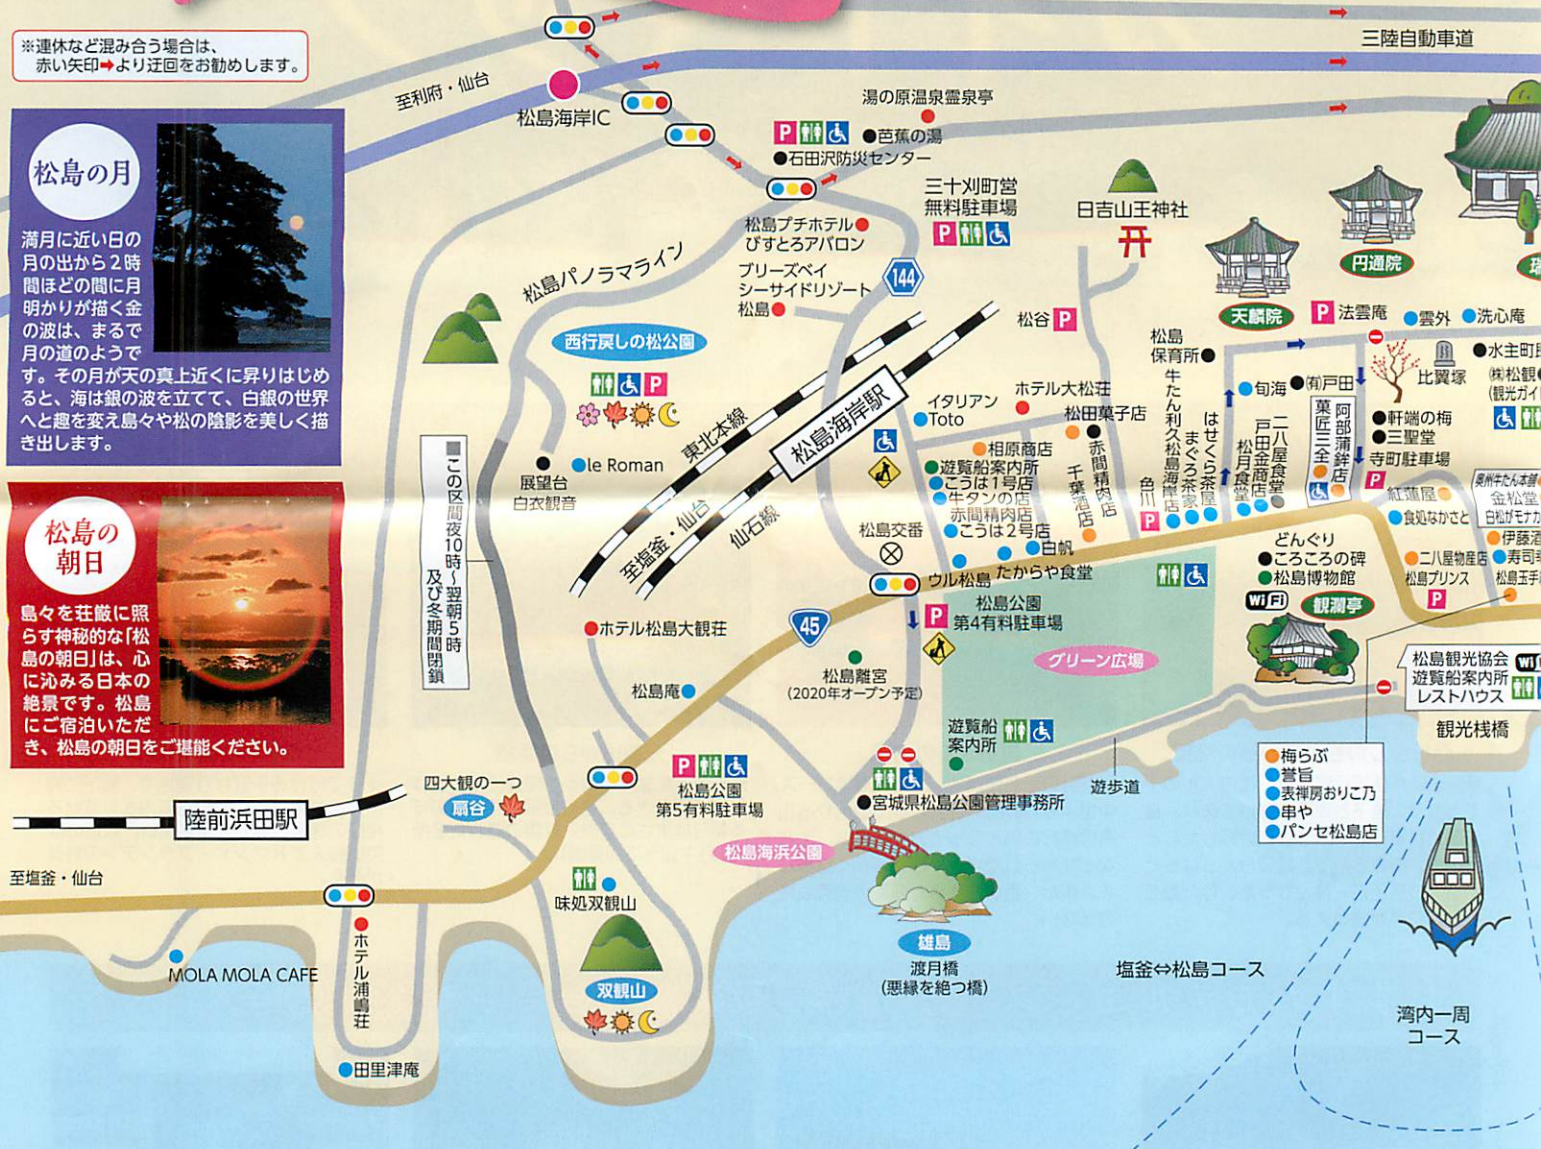 ※連休など混み合う場合は、
赤い矢印➡より迂回をお勧めします。
松島の月
満月に近い日の
月の出から2時
間ほどの間に月
明かりが描く金
の波は、まるで
月の道のようで
す。その月が天の真上近くに昇りはじめ
ると、海は銀の波を立てて、白銀の世界
へと趣を変え島々や松の陰影を美しく描
き出します。
松島の
朝日
島々を荘厳に照
らす神秘的な「松
島の朝日」は、心
に沁みる日本の
絶景です。松島
にご宿泊いただ
き、松島の朝日をご堪能ください。
三陸自動車道
至利府・仙台
松島海岸IC
湯の原温泉霊泉亭
芭蕉の湯
P
石田沢防災センター
三十刈町営
無料駐車場
P
日吉山王神社
円通院
瑞
天麟院
松島プチホテル
びすとろアバロン
ブリーズベイ
シーサイドリゾート
松島
144
松島パノラマライン
西行戻しの松公園
P
展望台
白衣観音
le Roman
■この区間夜10時～翌朝5時
及び冬期間閉鎖
東北本線
松島海岸駅
至塩釜・仙台
仙石線
松谷
P
P
法雲庵
雲外
洗心庵
松島
保育所
旬海
(有)戸田
比翼塚
水主町民
(株)松観
(観光ガイ
軒端の梅
三聖堂
寺町駐車場
P
ホテル大松荘
松田菓子店
イタリアン
Toto
相原商店
遊覧船案内所
こうは1号店
牛タンの店
赤間精肉店
こうは2号店
白帆
千葉酒店
赤間精肉店
色川
P
牛たん利久松島海岸店
まぐろ茶家
はせくら茶屋
松月食堂
戸田金商店
二八屋食堂
菓匠三全
阿部蒲鉾店
紅蓮屋
食処なかさと
奥州牛たん本舗
金松堂
白松がモナカ
伊藤酒
寿司幸
松島玉手
二八屋物産店
松島プリンス
P
松島交番
ウル松島
たからや食堂
どんぐり
ころころの碑
松島博物館
WiFi
観瀾亭
松島公園
P
第4有料駐車場
グリーン広場
45
ホテル松島大観荘
松島離宮
(2020年オープン予定)
松島庵
遊覧船
案内所
遊歩道
松島観光協会
遊覧船案内所
レストハウス
観光桟橋
梅らぶ
誉旨
表禅房おりこ乃
串や
パンセ松島店
P
松島公園
第5有料駐車場
宮城県松島公園管理事務所
松島海浜公園
四大観の一つ
扇谷
陸前浜田駅
至塩釜・仙台
味処双観山
双観山
雄島
渡月橋
(悪縁を絶つ橋)
MOLA MOLA CAFE
ホテル浦嶋荘
田里津庵
塩釜⇔松島コース
湾内一周
コース